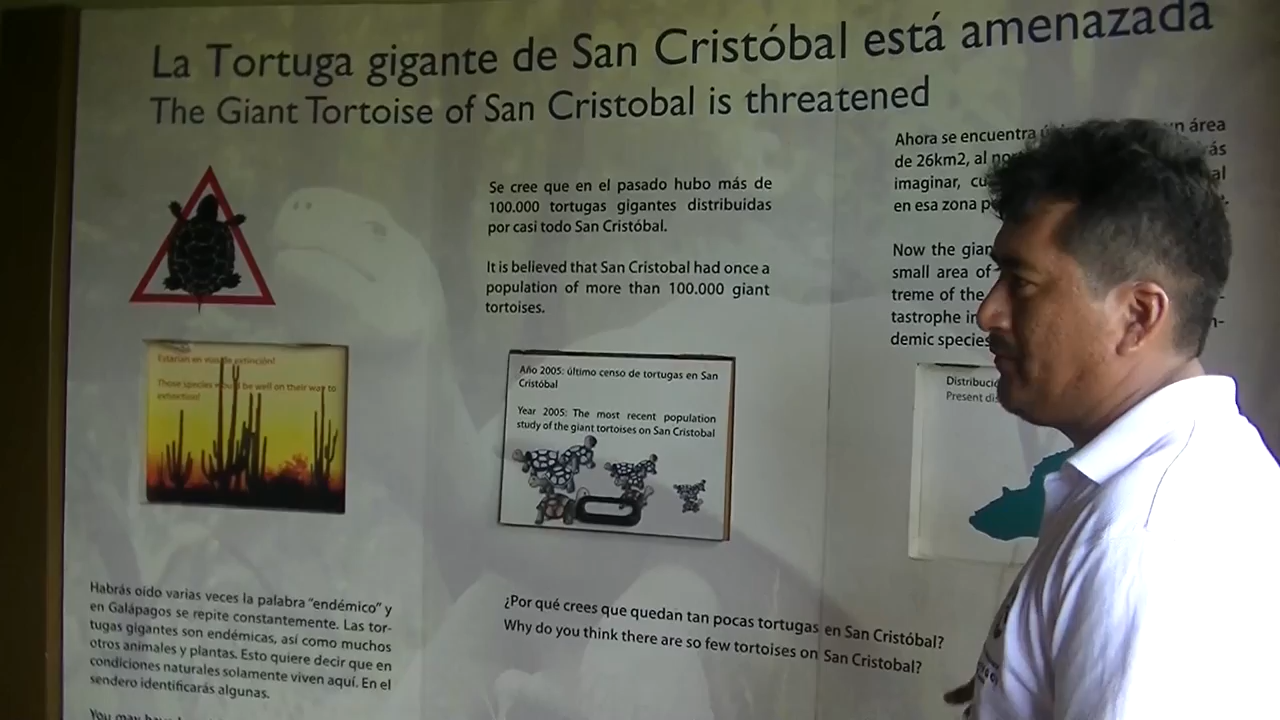 La Tortuga gigante de San Cristóbal está amenazada
The Giant Tortoise of San Cristobal is threatened
Estarían en vías de extinción!
Those species would be well on their way to
extinction!
Habrás oído varias veces la palabra "endémico" y
en Galápagos se repite constantemente. Las tor-
tugas gigantes son endémicas, así como muchos
otros animales y plantas. Esto quiere decir que en
condiciones naturales solamente viven aquí. En el
sendero identificarás algunas.
You may have
Se cree que en el pasado hubo más de
100.000 tortugas gigantes distribuidas
por casi todo San Cristóbal.
It is believed that San Cristobal had once a
population of more than 100.000 giant
tortoises.
Año 2005: último censo de tortugas en San
Cristóbal
Year 2005: The most recent population
study of the giant tortoises on San Cristobal
¿Por qué crees que quedan tan pocas tortugas en San Cristóbal?
Why do you think there are so few tortoises on San Cristobal?
Ahora se encuentra área
de 26km2, al
imaginar,
en esa zona
Now the
small area of
treme of the
tastrophe
demic species
Present